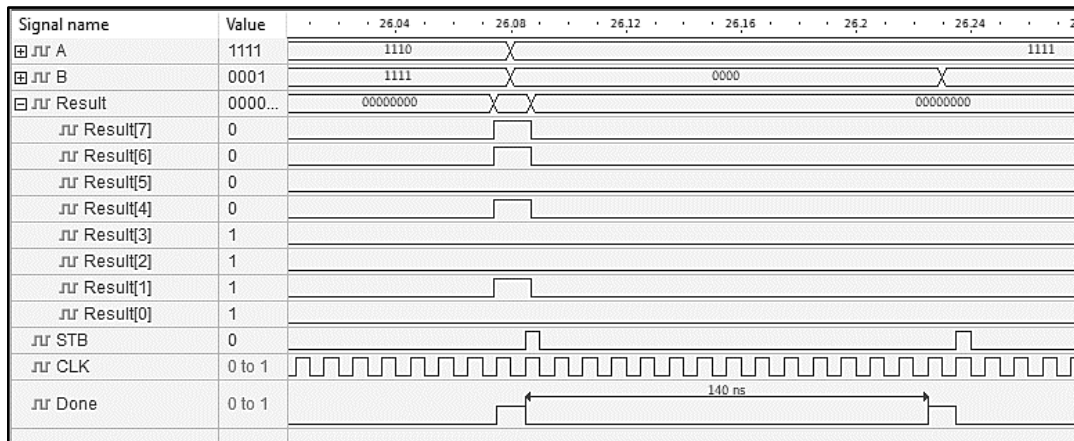 Signal name Value 26.04 26.08 26.12 26.16 26.2 26.24
A 1111 1110 1111
B 0001 1111 0000
Result 0000... 00000000 00000000
Result[7] 0
Result[6] 0
Result[5] 0
Result[4] 0
Result[3] 1
Result[2] 1
Result[1] 1
Result[0] 1
STB 0
CLK 0 to 1
Done 0 to 1 140 ns